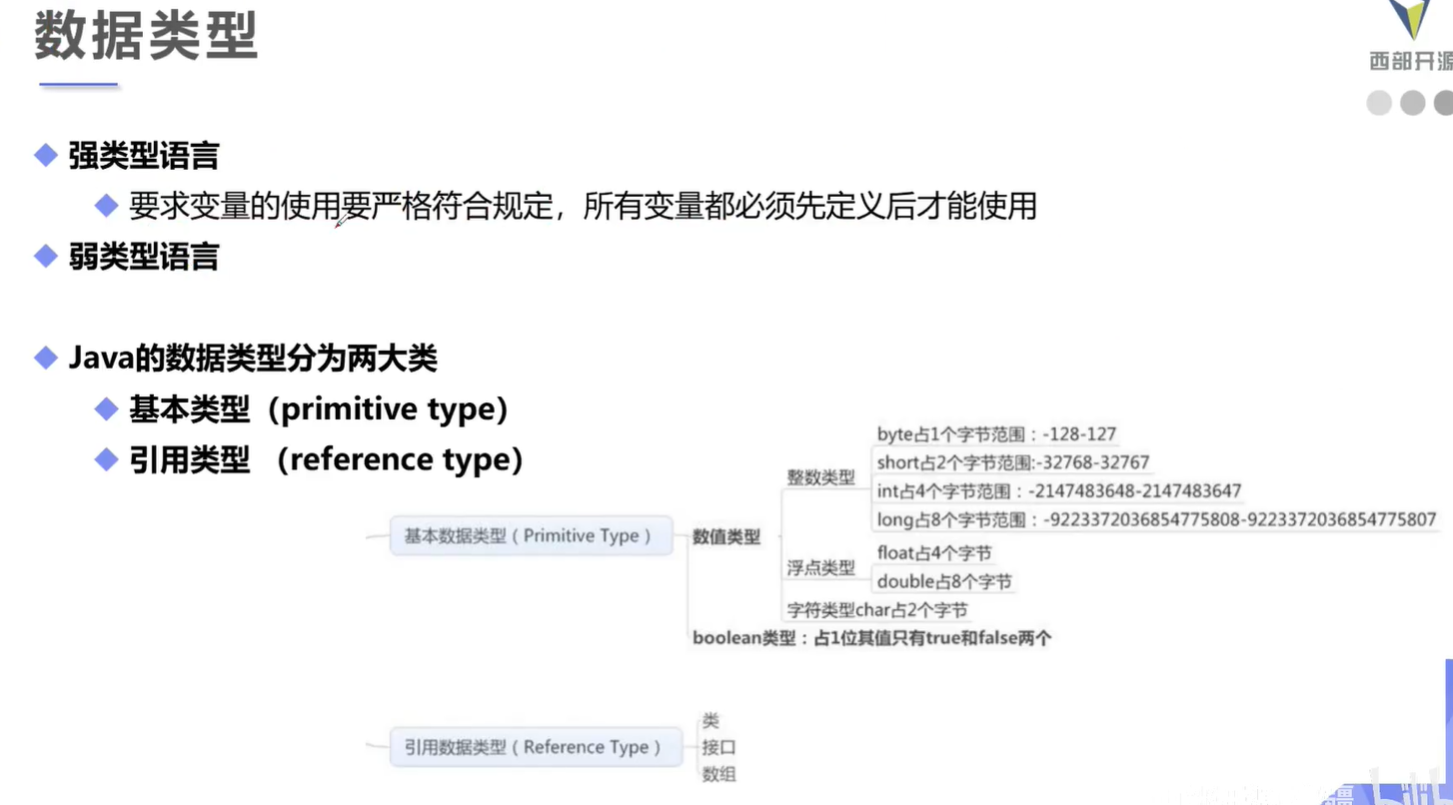 数据类型
西部开源
强类型语言
要求变量的使用要严格符合规定，所有变量都必须先定义后才能使用
弱类型语言
Java的数据类型分为两大类
基本类型（primitive type）
引用类型 （reference type）
基本数据类型（Primitive Type）
数值类型
整数类型
byte占1个字节范围：-128-127
short占2个字节范围:-32768-32767
int占4个字节范围：-2147483648-2147483647
long占8个字节范围：-9223372036854775808-9223372036854775807
浮点类型
float占4个字节
double占8个字节
字符类型char占2个字节
boolean类型：占1位其值只有true和false两个
引用数据类型（Reference Type）
类
接口
数组